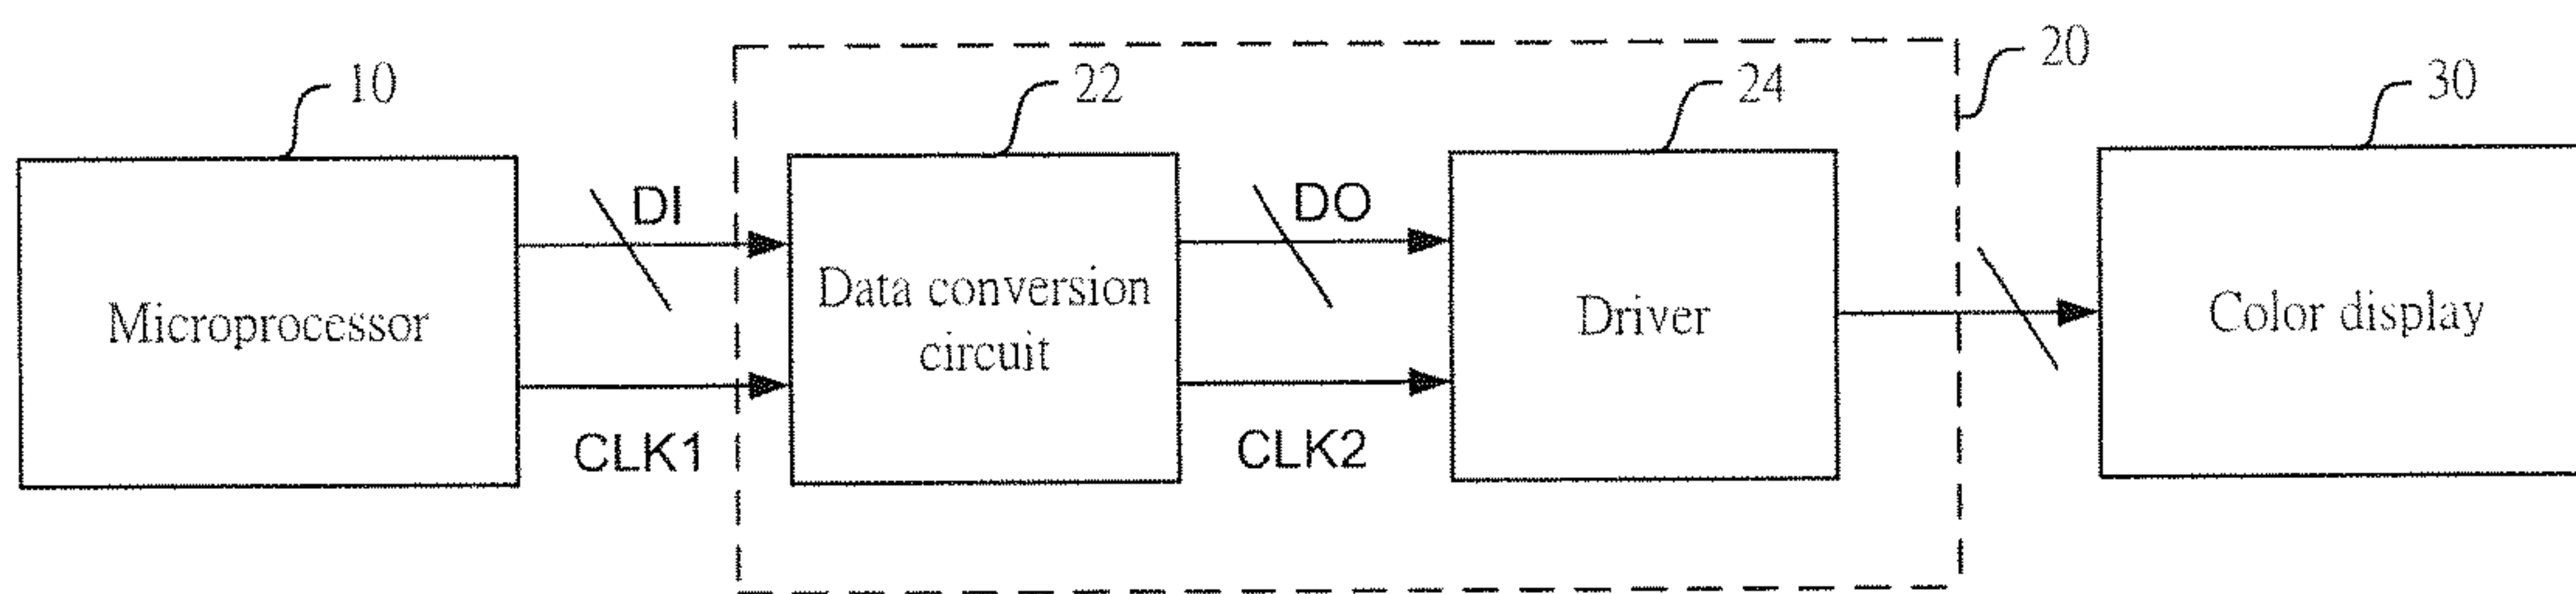 10
22
24
20
30
DI
DO
Microprocessor
Data conversion
circuit
Driver
Color display
CLK1
CLK2